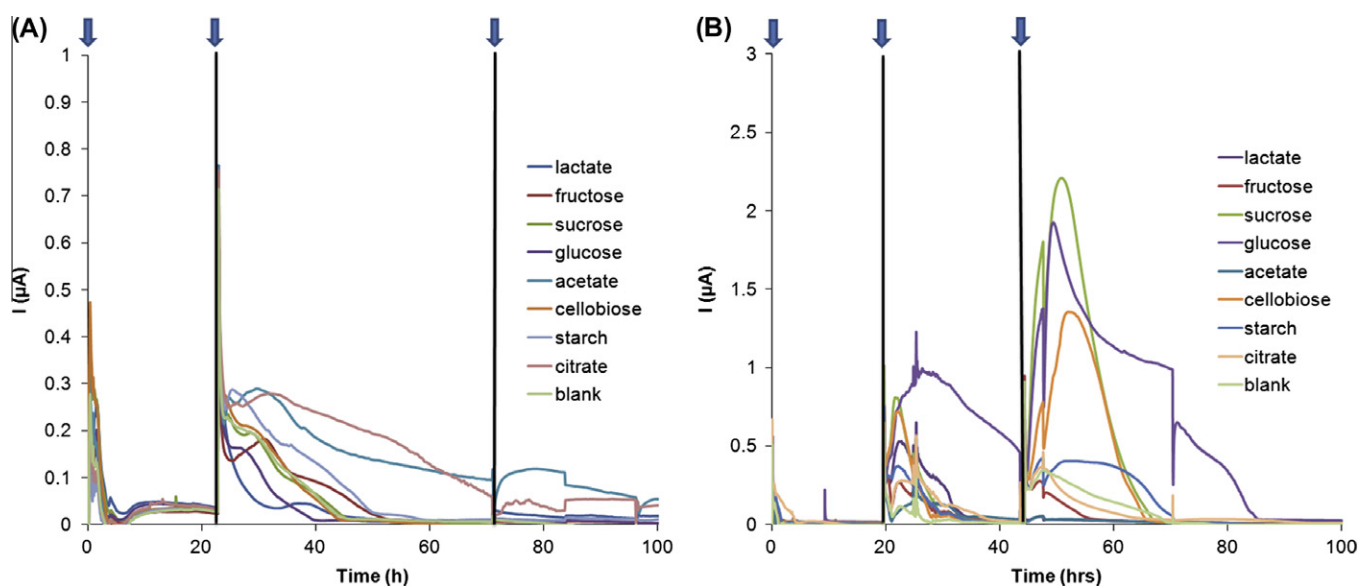 (A)
1
0.9
0.8
0.7
0.6
0.5
0.4
0.3
0.2
0.1
0
I (µA)
0 20 40 60 80 100
Time (h)
lactate
fructose
sucrose
glucose
acetate
cellobiose
starch
citrate
blank
(B)
3
2.5
2
1.5
1
0.5
0
I (µA)
0 20 40 60 80 100
Time (hrs)
lactate
fructose
sucrose
glucose
acetate
cellobiose
starch
citrate
blank